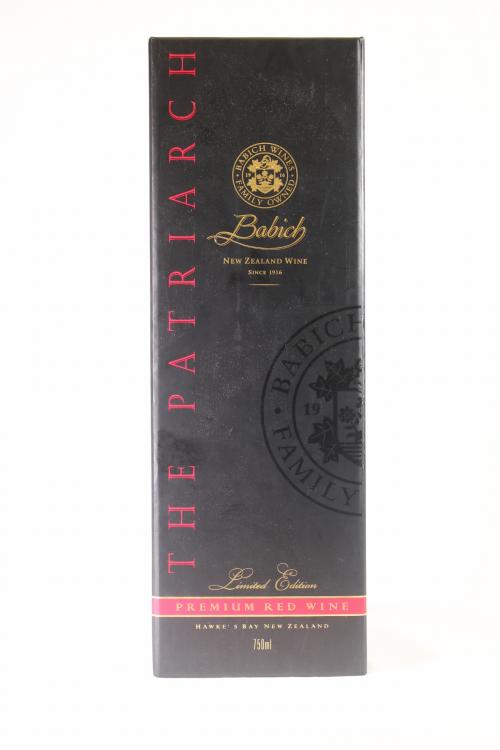 THE PATRIARCH
BABICH WINES
19 16
FAMILY OWNED
Babich
NEW ZEALAND WINE
SINCE 1916
BABICH
19
FAMILY
Limited Edition
PREMIUM RED WINE
HAWKE'S BAY NEW ZEALAND
750ml